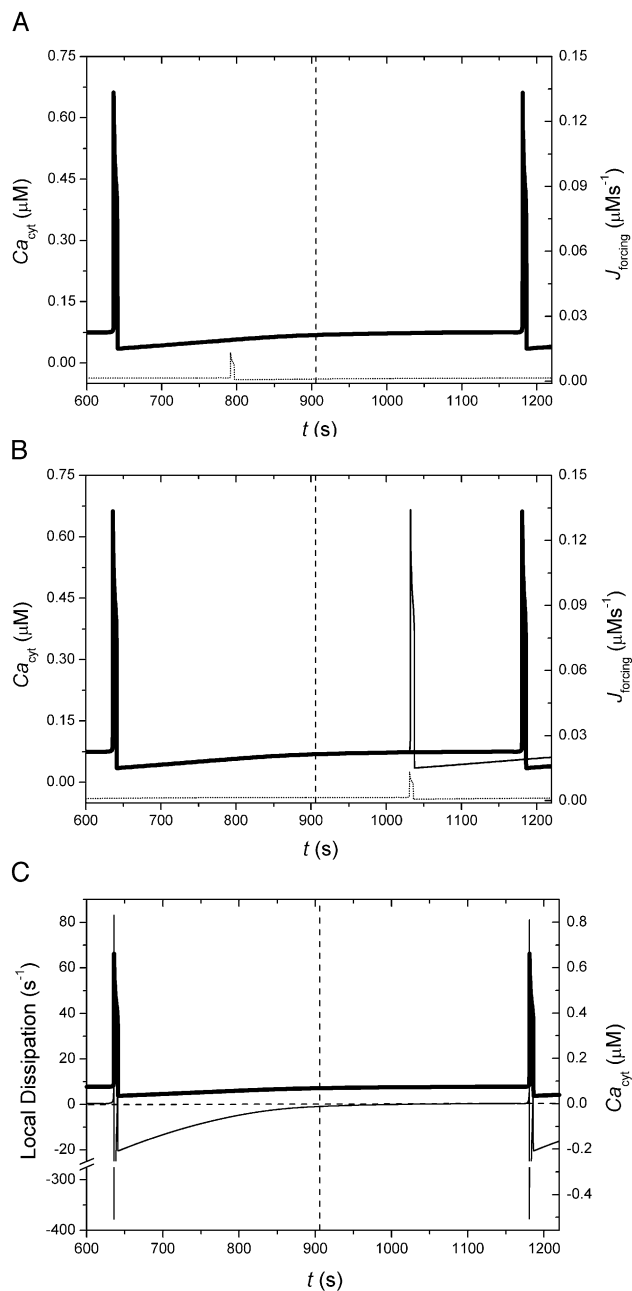 A
0.75
0.60
0.45
0.30
0.15
0.00
Ca_cyt (μM)
0.15
0.12
0.09
0.06
0.03
0.00
J_forcing (μMs⁻¹)
600 700 800 900 1000 1100 1200
t (s)
B
0.75
0.60
0.45
0.30
0.15
0.00
Ca_cyt (μM)
0.15
0.12
0.09
0.06
0.03
0.00
J_forcing (μMs⁻¹)
600 700 800 900 1000 1100 1200
t (s)
C
80
60
40
20
0
-20
-300
-400
Local Dissipation (s⁻¹)
0.8
0.6
0.4
0.2
0.0
-0.2
-0.4
Ca_cyt (μM)
600 700 800 900 1000 1100 1200
t (s)